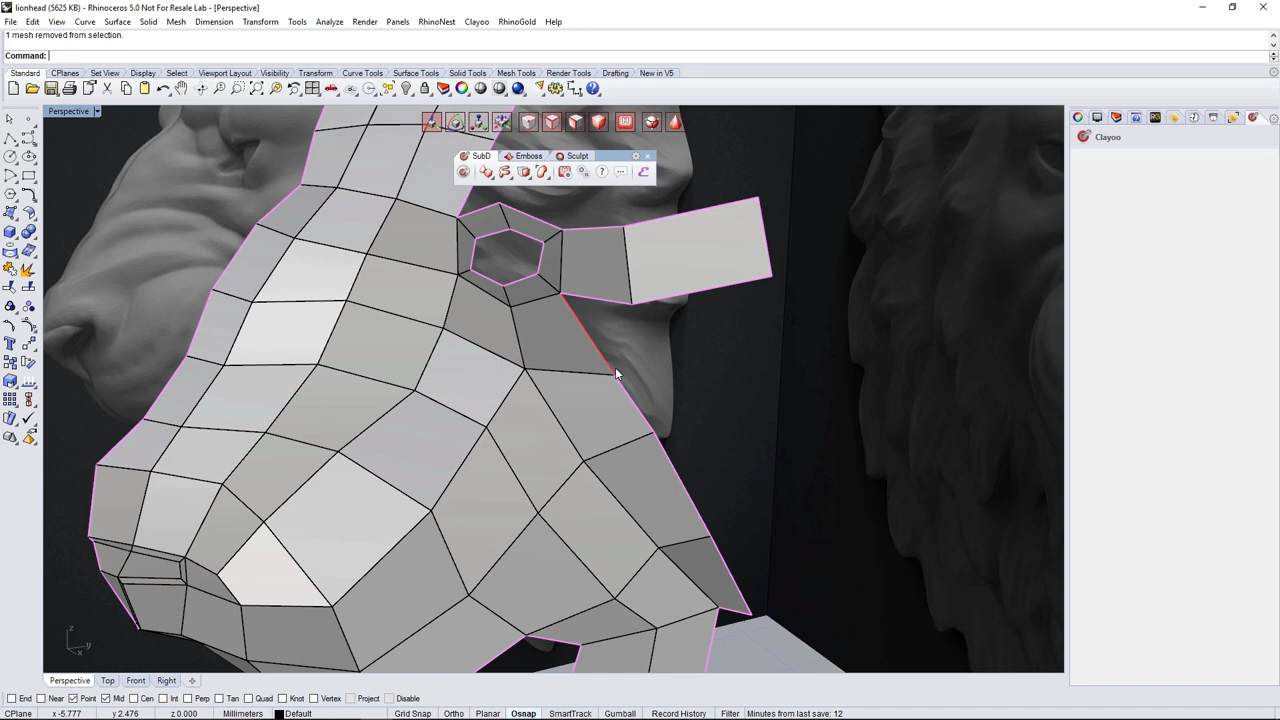 lionhead (5625 KB) - Rhinoceros 5.0 Not For Resale Lab - [Perspective]
File Edit View Curve Surface Solid Mesh Dimension Transform Tools Analyze Render Panels RhinoNest Clayoo RhinoGold Help
1 mesh removed from selection.
Command:
Standard CPlanes Set View Display Select Viewport Layout Visibility Transform Curve Tools Surface Tools Solid Tools Mesh Tools Render Tools Drafting New in V5
Perspective
Clayoo
SubD Emboss Sculpt
z
y
x
Perspective Top Front Right
End Near Point Mid Cen Int Perp Tan Quad Knot Vertex Project Disable
CPlane x -5.777 y 2.476 z 0.000 Millimeters Default Grid Snap Ortho Planar Osnap SmartTrack Gumball Record History Filter Minutes from last save: 12